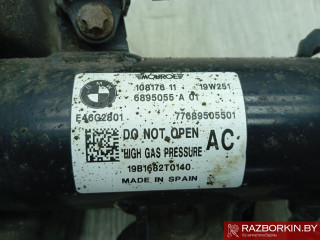 MONROE
108176 11 19W251
6895055 A 01
E46G2801 77689505501
DO NOT OPEN
HIGH GAS PRESSURE AC
19B1682T0140
MADE IN SPAIN
RAZBORKIN.BY